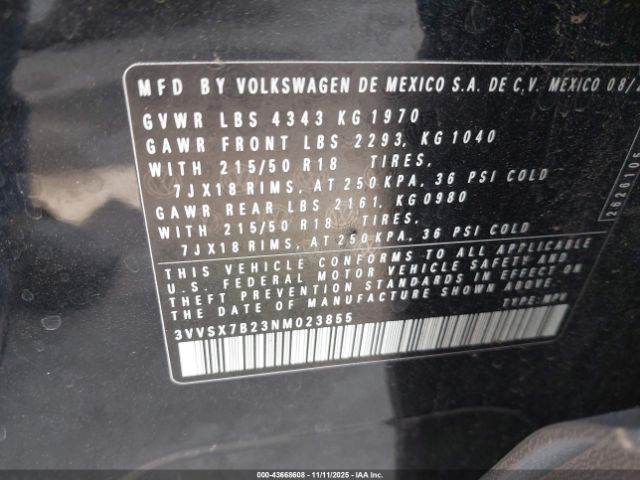 MFD BY VOLKSWAGEN DE MEXICO S.A. DE C.V. MEXICO 08/
GVWR LBS 4343 KG 1970
GAWR FRONT LBS 2293, KG 1040
WITH 215/50 R18 TIRES,
7JX18 RIMS, AT 250 KPA, 36 PSI COLD
GAWR REAR LBS 2161, KG 0980
WITH 215/50 R18 TIRES,
7JX18 RIMS, AT 250 KPA, 36 PSI COLD
THIS VEHICLE CONFORMS TO ALL APPLICABLE
U.S. FEDERAL MOTOR VEHICLE SAFETY AND
THEFT PREVENTION STANDARDS IN EFFECT ON
THE DATE OF MANUFACTURE SHOWN ABOVE.
3VVSX7B23NM023855 TYPE: MPV
2626106
000-43668608 - 11/11/2025 - IAAI.com